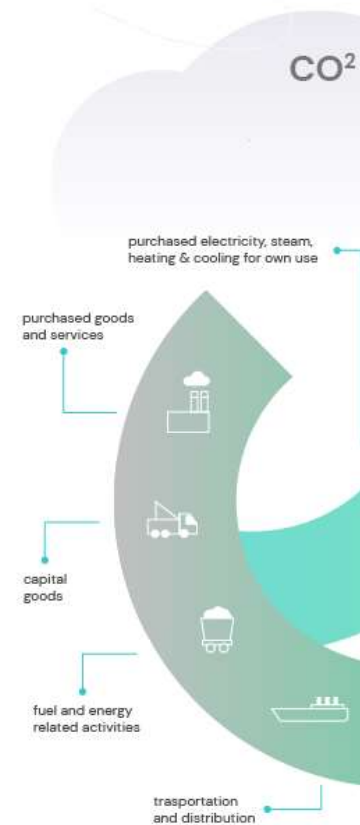 CO²
purchased electricity, steam,
heating & cooling for own use
purchased goods
and services
capital
goods
fuel and energy
related activities
trasportation
and distribution